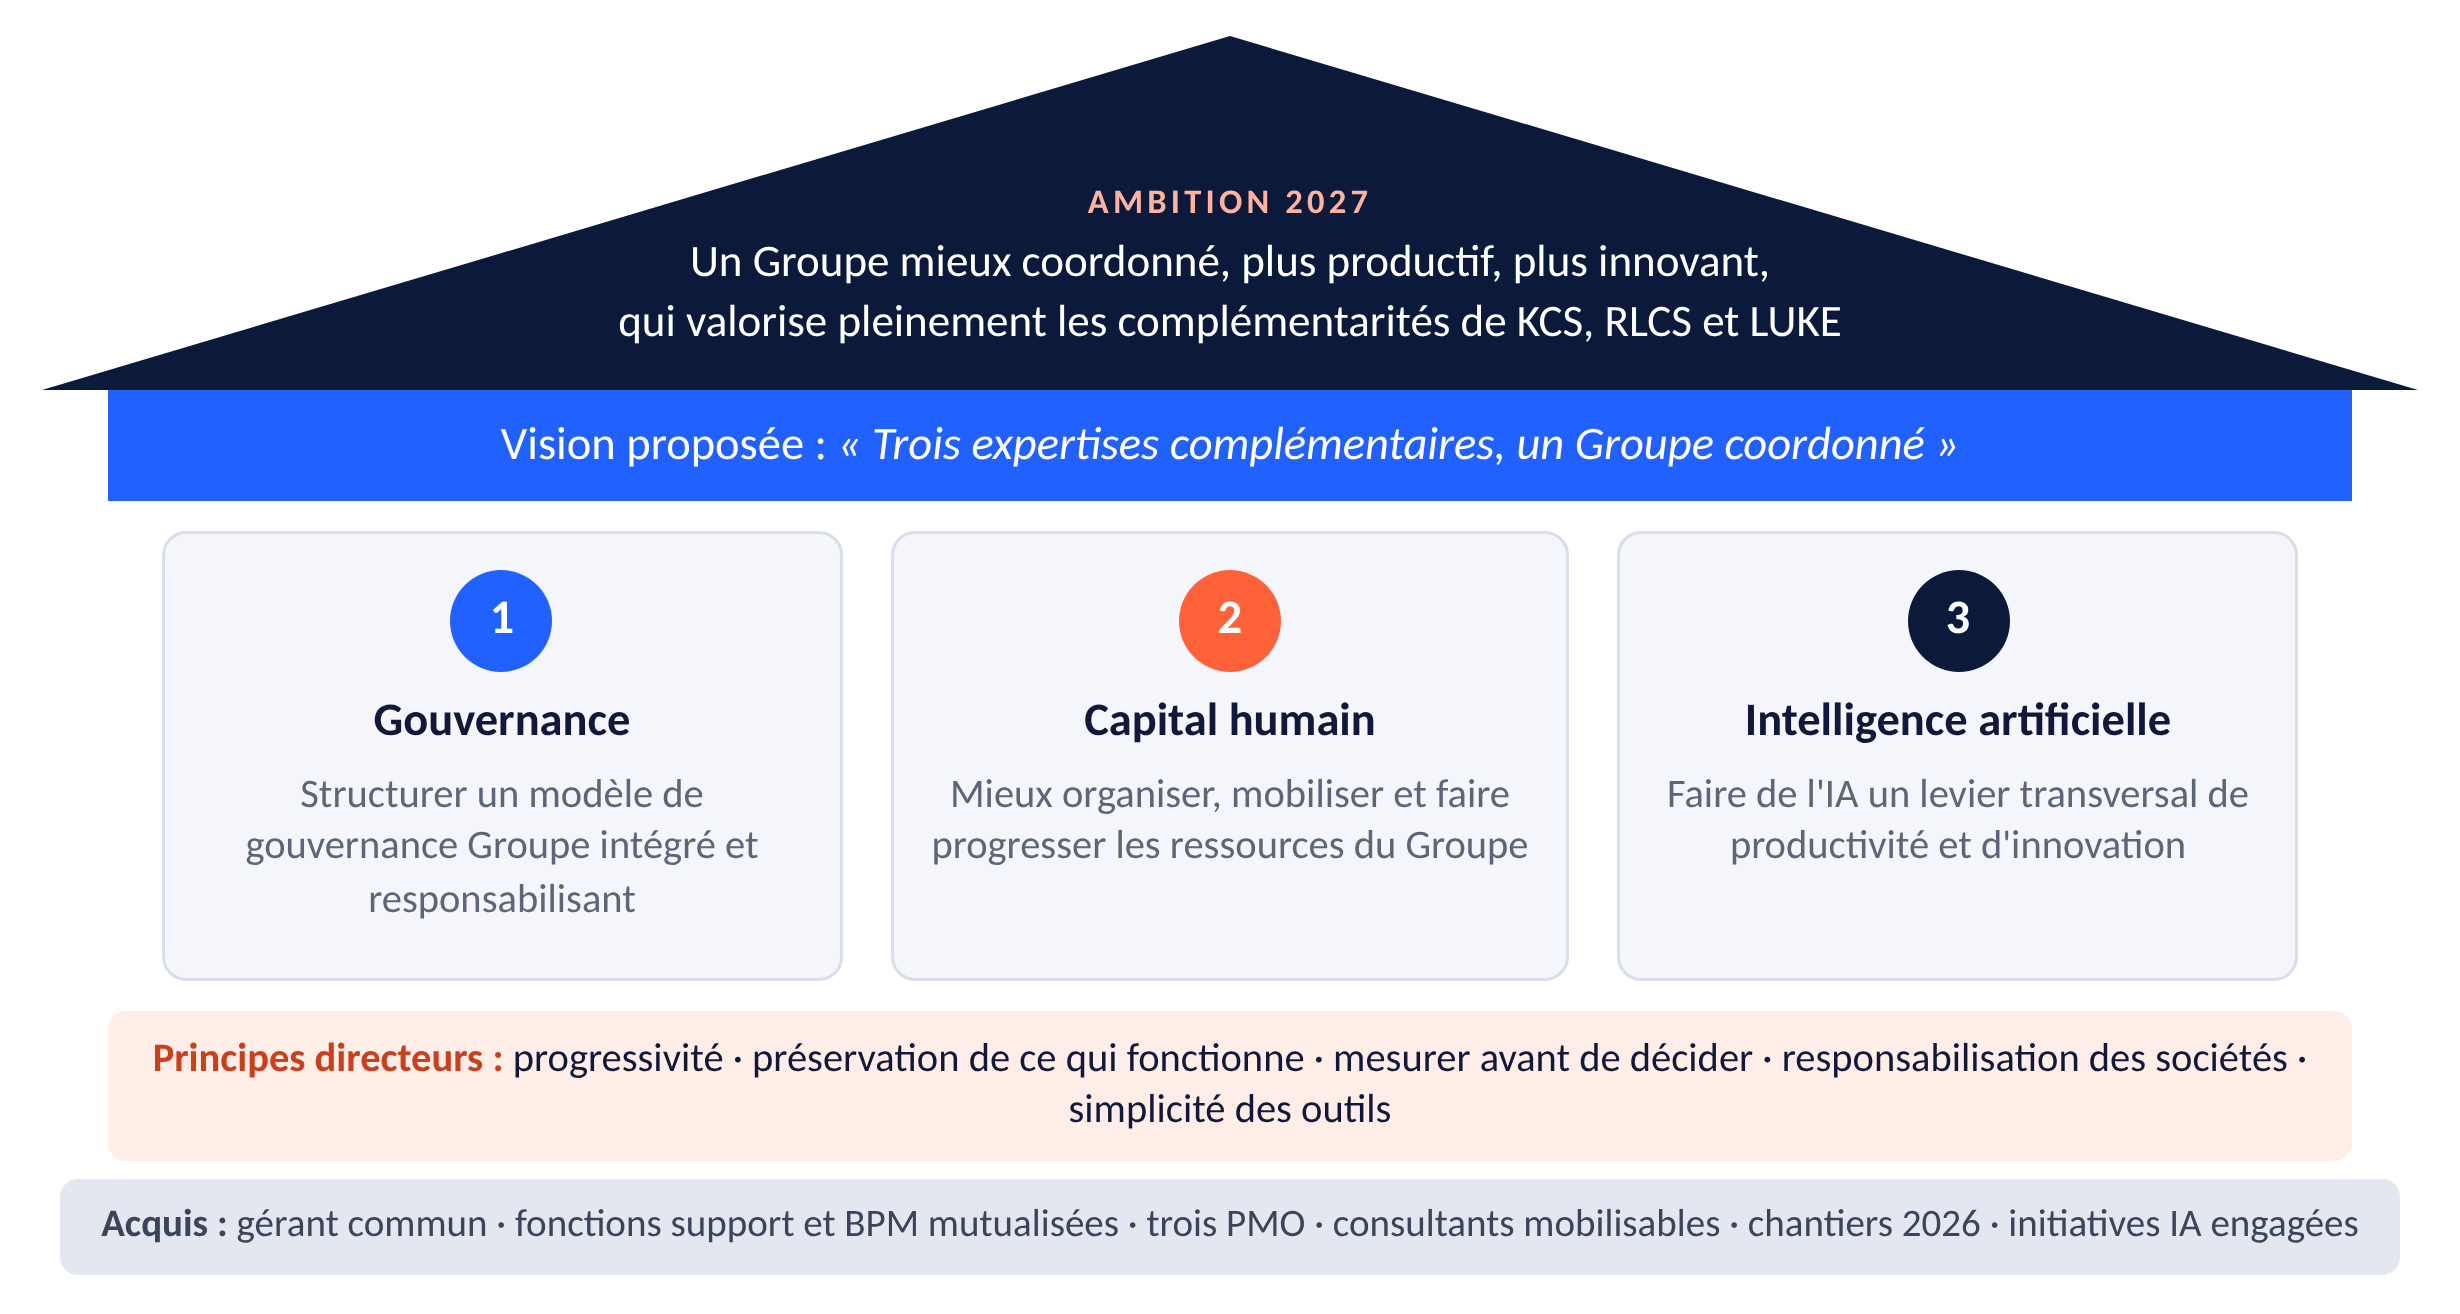 AMBITION 2027
Un Groupe mieux coordonné, plus productif, plus innovant,
qui valorise pleinement les complémentarités de KCS, RLCS et LUKE
Vision proposée : « Trois expertises complémentaires, un Groupe coordonné »
1
Gouvernance
Structurer un modèle de
gouvernance Groupe intégré et
responsabilisant
2
Capital humain
Mieux organiser, mobiliser et faire
progresser les ressources du Groupe
3
Intelligence artificielle
Faire de l'IA un levier transversal de
productivité et d'innovation
Principes directeurs : progressivité · préservation de ce qui fonctionne · mesurer avant de décider · responsabilisation des sociétés ·
simplicité des outils
Acquis : gérant commun · fonctions support et BPM mutualisées · trois PMO · consultants mobilisables · chantiers 2026 · initiatives IA engagées